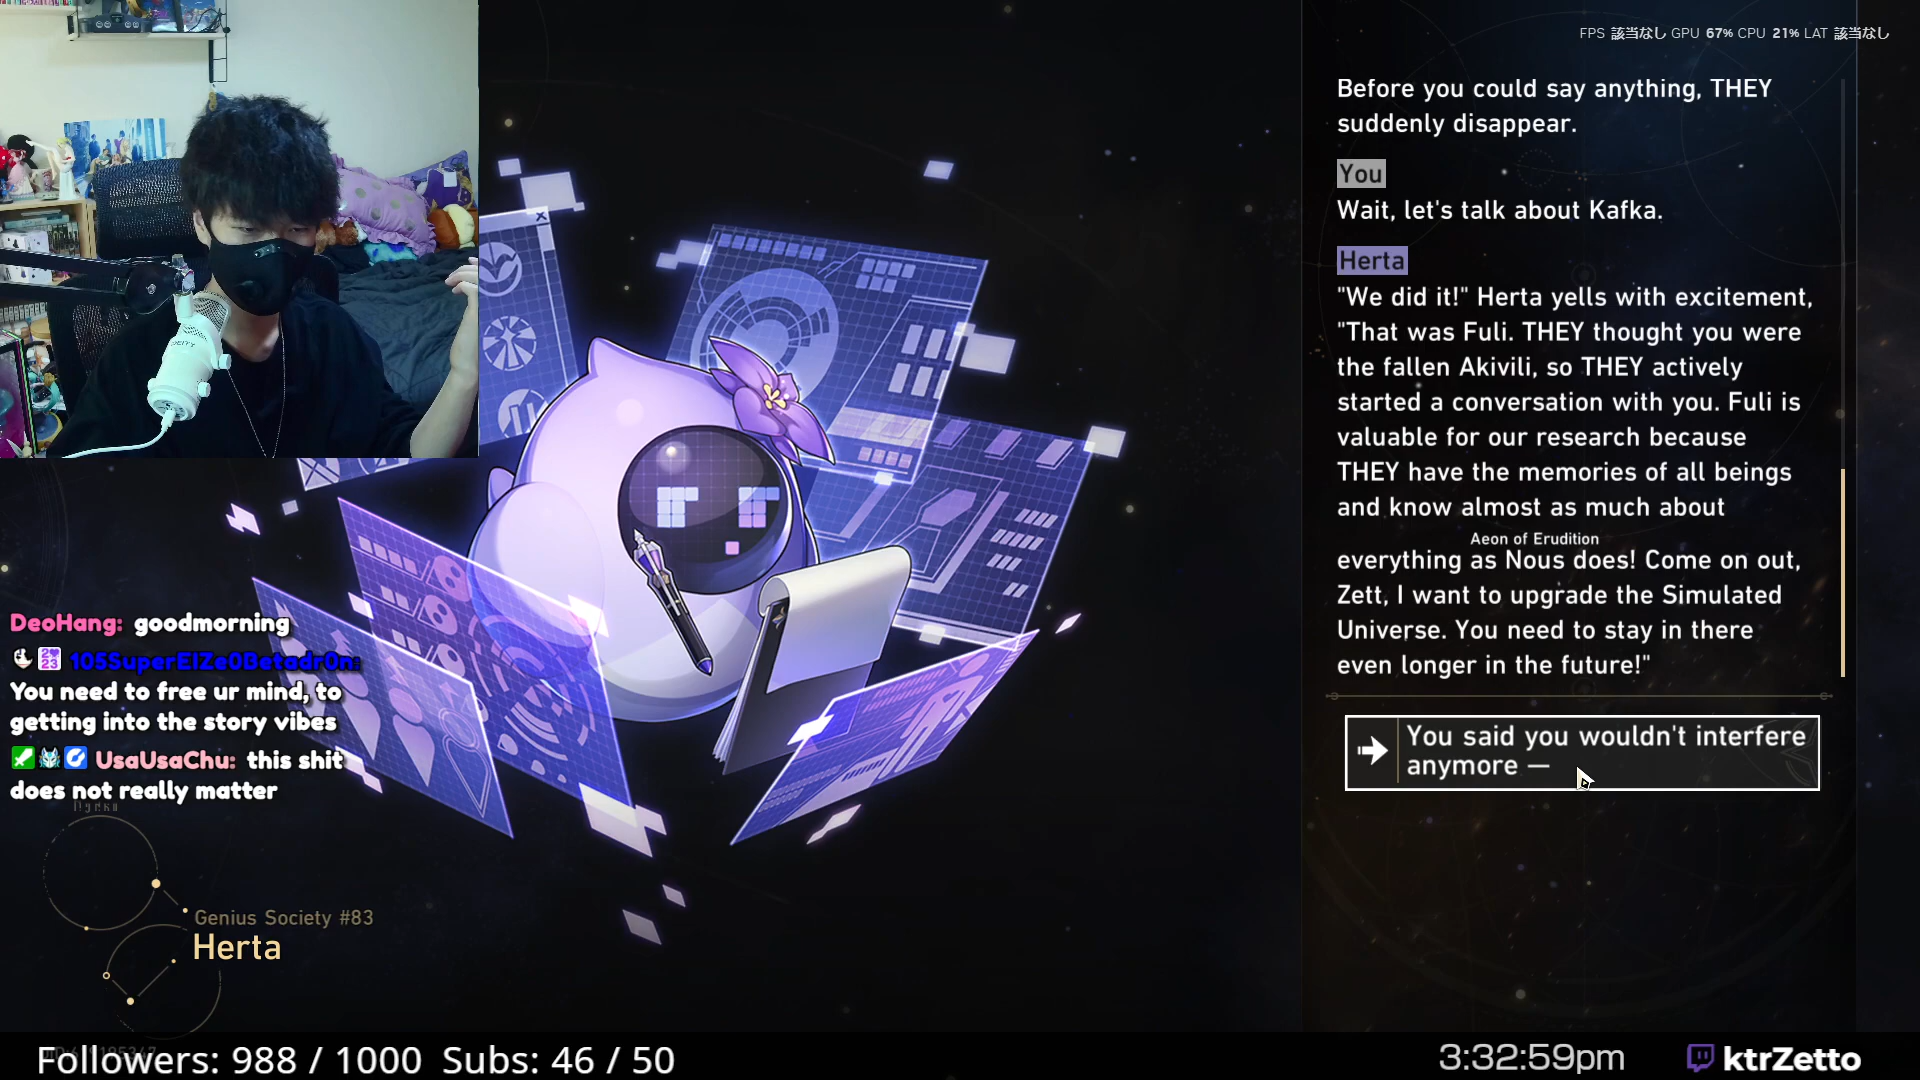 FPS 該当なし GPU 67% CPU 21% LAT 該当なし
Before you could say anything, THEY
suddenly disappear.
You
Wait, let's talk about Kafka.
Herta
"We did it!" Herta yells with excitement,
"That was Fuli. THEY thought you were
the fallen Akivili, so THEY actively
started a conversation with you. Fuli is
valuable for our research because
THEY have the memories of all beings
and know almost as much about
Aeon of Erudition
everything as Nous does! Come on out,
Zett, I want to upgrade the Simulated
Universe. You need to stay in there
even longer in the future!"
You said you wouldn't interfere
anymore —
DeoHang: goodmorning
105SuperElZe0Betadr0n:
You need to free ur mind, to
getting into the story vibes
UsaUsaChu: this shit
does not really matter
Genius Society #83
Herta
Followers: 988 / 1000 Subs: 46 / 50
3:32:59pm
ktrZetto